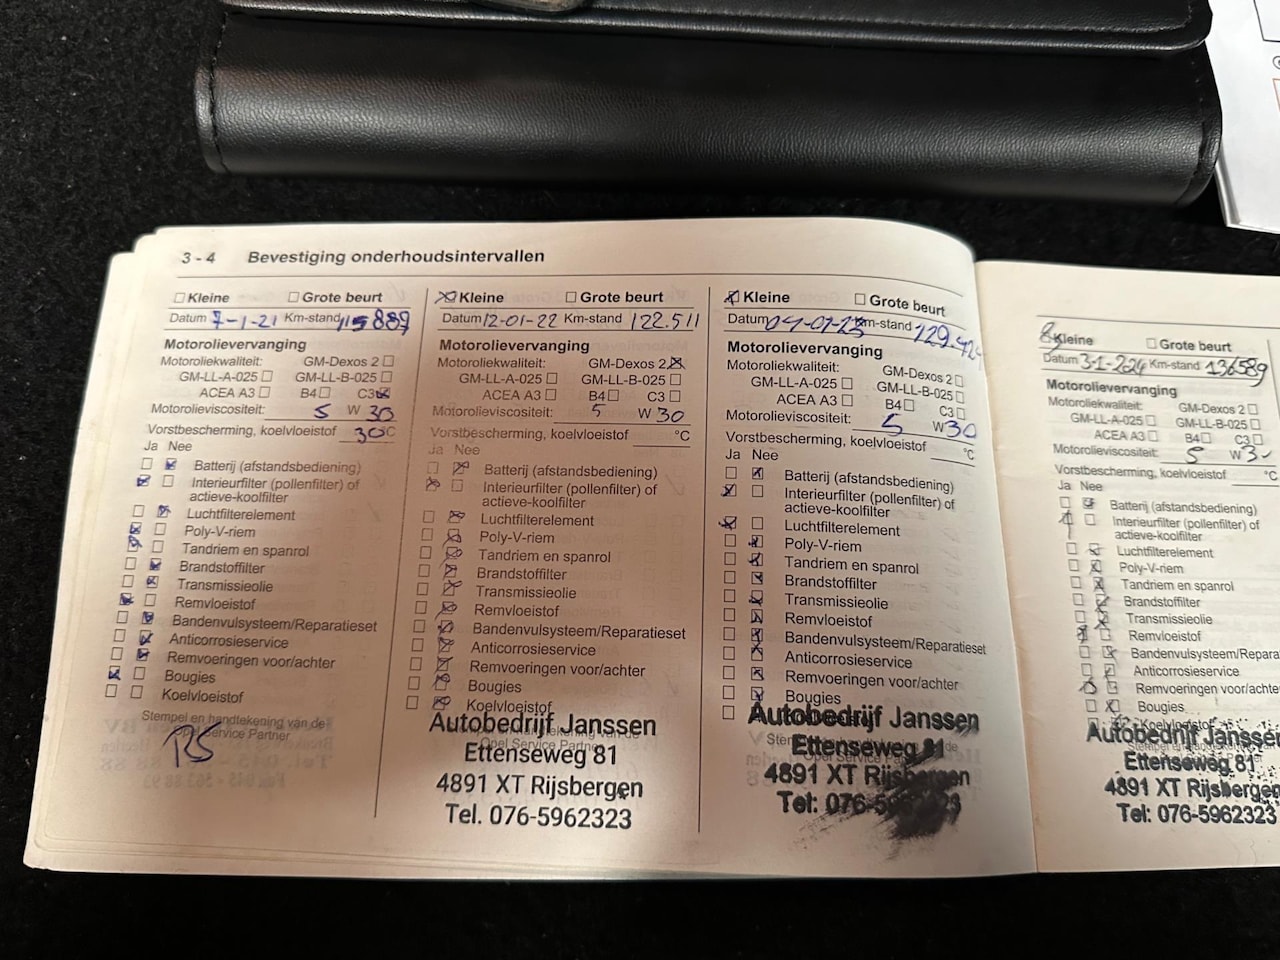 3 - 4 Bevestiging onderhoudsintervallen
Kleine Grote beurt
Datum 7-1-21 Km-stand 115889
Motorolievervanging
Motoroliekwaliteit: GM-Dexos 2
GM-LL-A-025 GM-LL-B-025
ACEA A3 B4 C3
Motorolieviscositeit: 5 W 30
Vorstbescherming, koelvloeistof 30°C
Ja Nee
Batterij (afstandsbediening)
Interieurfilter (pollenfilter) of
actieve-koolfilter
Luchtfilterelement
Poly-V-riem
Tandriem en spanrol
Brandstoffilter
Transmissieolie
Remvloeistof
Bandenvulsysteem/Reparatieset
Anticorrosieservice
Remvoeringen voor/achter
Bougies
Koelvloeistof
Stempel en handtekening van de
Opel Service Partner
Kleine Grote beurt
Datum 12-01-22 Km-stand 122.511
Motorolievervanging
Motoroliekwaliteit: GM-Dexos 2
GM-LL-A-025 GM-LL-B-025
ACEA A3 B4 C3
Motorolieviscositeit: 5 W 30
Vorstbescherming, koelvloeistof °C
Ja Nee
Batterij (afstandsbediening)
Interieurfilter (pollenfilter) of
actieve-koolfilter
Luchtfilterelement
Poly-V-riem
Tandriem en spanrol
Brandstoffilter
Transmissieolie
Remvloeistof
Bandenvulsysteem/Reparatieset
Anticorrosieservice
Remvoeringen voor/achter
Bougies
Koelvloeistof
Autobedrijf Janssen
Ettenseweg 81
4891 XT Rijsbergen
Tel. 076-5962323
Kleine Grote beurt
Datum 04-01-23 Km-stand
Motorolievervanging
Motoroliekwaliteit: GM-Dexos 2
GM-LL-A-025 GM-LL-B-025
ACEA A3 B4 C3
Motorolieviscositeit: 5 W 30
Vorstbescherming, koelvloeistof °C
Ja Nee
Batterij (afstandsbediening)
Interieurfilter (pollenfilter) of
actieve-koolfilter
Luchtfilterelement
Poly-V-riem
Tandriem en spanrol
Brandstoffilter
Transmissieolie
Remvloeistof
Bandenvulsysteem/Reparatieset
Anticorrosieservice
Remvoeringen voor/achter
Bougies
Autobedrijf Janssen
Ettenseweg 81
4891 XT Rijsbergen
Tel:
Kleine Grote beurt
Datum 3-1-2024 Km-stand 136589
Motorolievervanging
Motoroliekwaliteit: GM-Dexos 2
GM-LL-A-025 GM-LL-B-025
ACEA A3 B4 C3
Motorolieviscositeit: 5 W
Vorstbescherming, koelvloeistof °C
Ja Nee
Batterij (afstandsbediening)
Interieurfilter (pollenfilter) of
actieve-koolfilter
Luchtfilterelement
Poly-V-riem
Tandriem en spanrol
Brandstoffilter
Transmissieolie
Remvloeistof
Bandenvulsysteem/Repara
Anticorrosieservice
Remvoeringen voor/achter
Bougies
Koelvloeistof
Autobedrijf Janssen
Ettenseweg 81
4891 XT Rijsbergen
Tel: 076-5962323